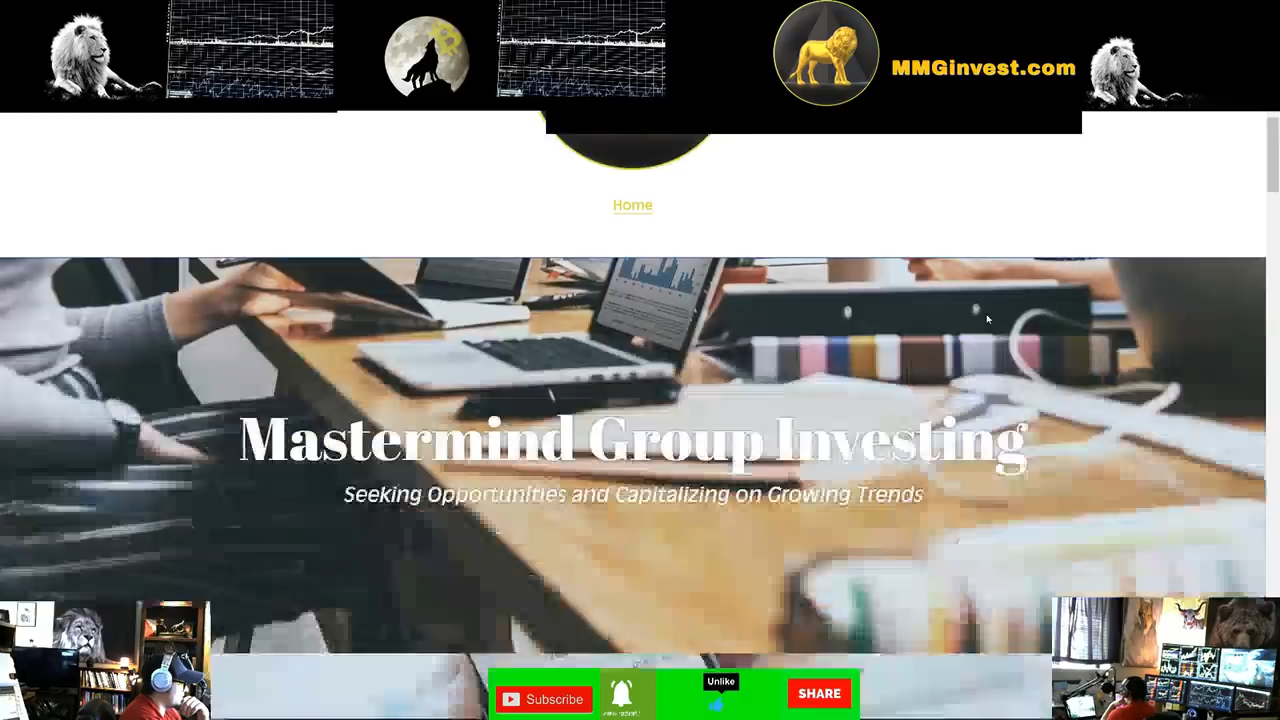 MMGinvest.com
Home
Mastermind Group Investing
Seeking Opportunities and Capitalizing on Growing Trends
Unlike
Subscribe
SHARE